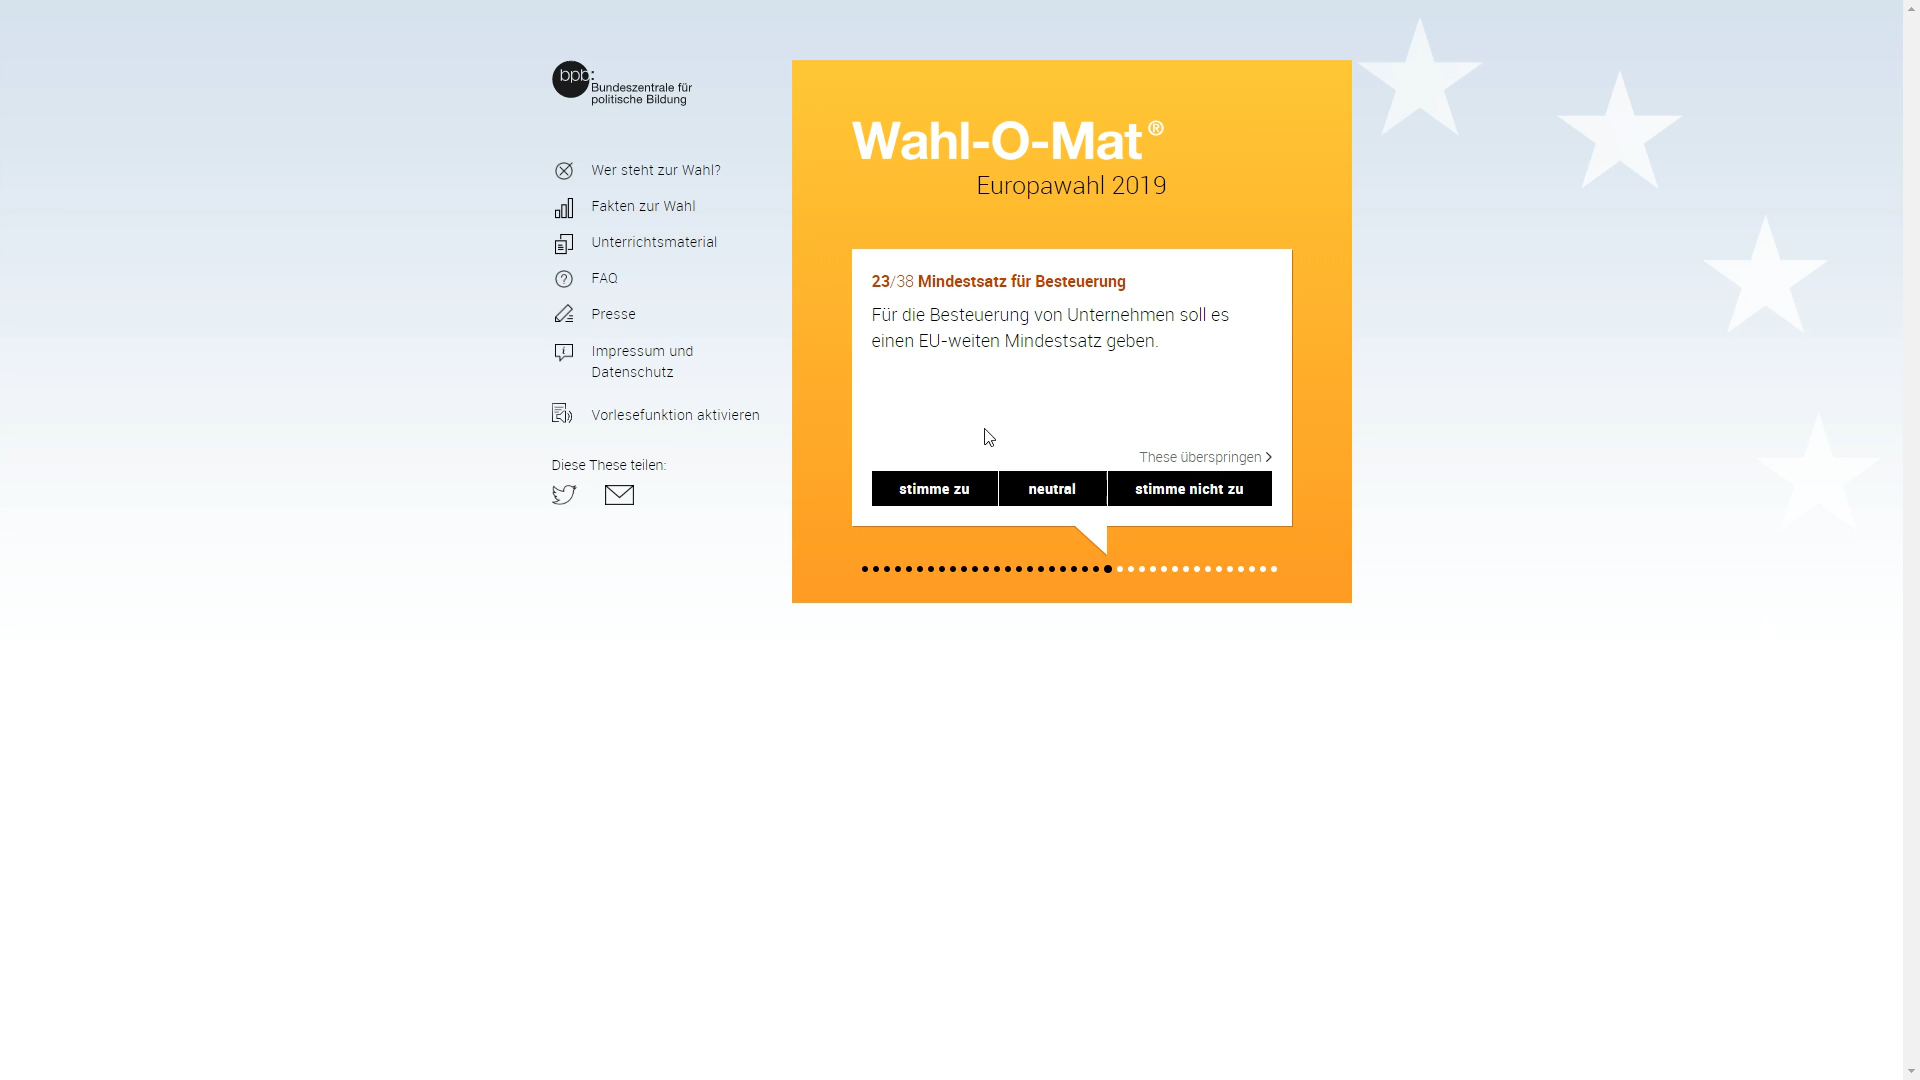 bpb:
Bundeszentrale für
politische Bildung
Wer steht zur Wahl?
Fakten zur Wahl
Unterrichtsmaterial
FAQ
Presse
Impressum und
Datenschutz
Vorlesefunktion aktivieren
Diese These teilen:
Wahl-O-Mat®
Europawahl 2019
23/38 Mindestsatz für Besteuerung
Für die Besteuerung von Unternehmen soll es
einen EU-weiten Mindestsatz geben.
These überspringen
stimme zu
neutral
stimme nicht zu